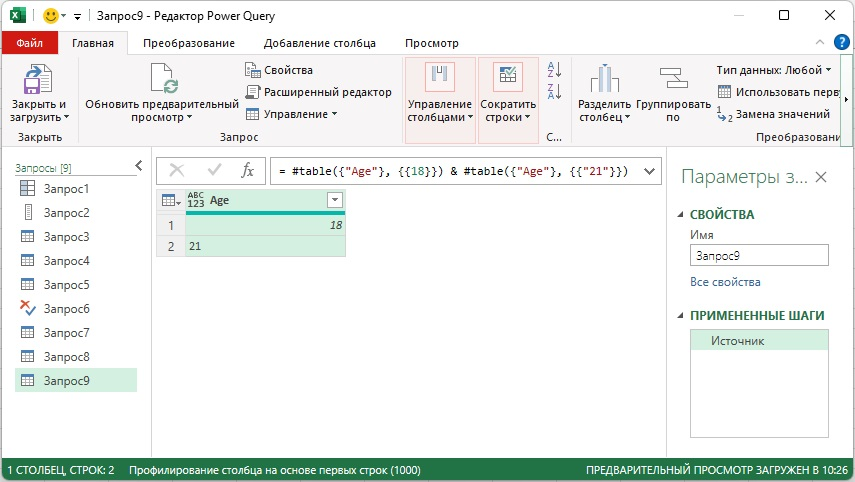 Запрос9 - Редактор Power Query
Файл Главная Преобразование Добавление столбца Просмотр
Закрыть и загрузить
Закрыть
Обновить предварительный просмотр
Свойства
Расширенный редактор
Управление
Запрос
Управление столбцами
Сократить строки
С...
Разделить столбец
Группировать по
Тип данных: Любой
Использовать перв
Замена значений
Преобразовани
Запросы [9]
Запрос1
Запрос2
Запрос3
Запрос4
Запрос5
Запрос6
Запрос7
Запрос8
Запрос9
= #table({"Age"}, {{18}}) & #table({"Age"}, {{"21"}})
ABC 123 Age
1 18
2 21
Параметры з...
СВОЙСТВА
Имя
Запрос9
Все свойства
ПРИМЕНЕННЫЕ ШАГИ
Источник
1 СТОЛБЕЦ, СТРОК: 2 Профилирование столбца на основе первых строк (1000) ПРЕДВАРИТЕЛЬНЫЙ ПРОСМОТР ЗАГРУЖЕН В 10:26